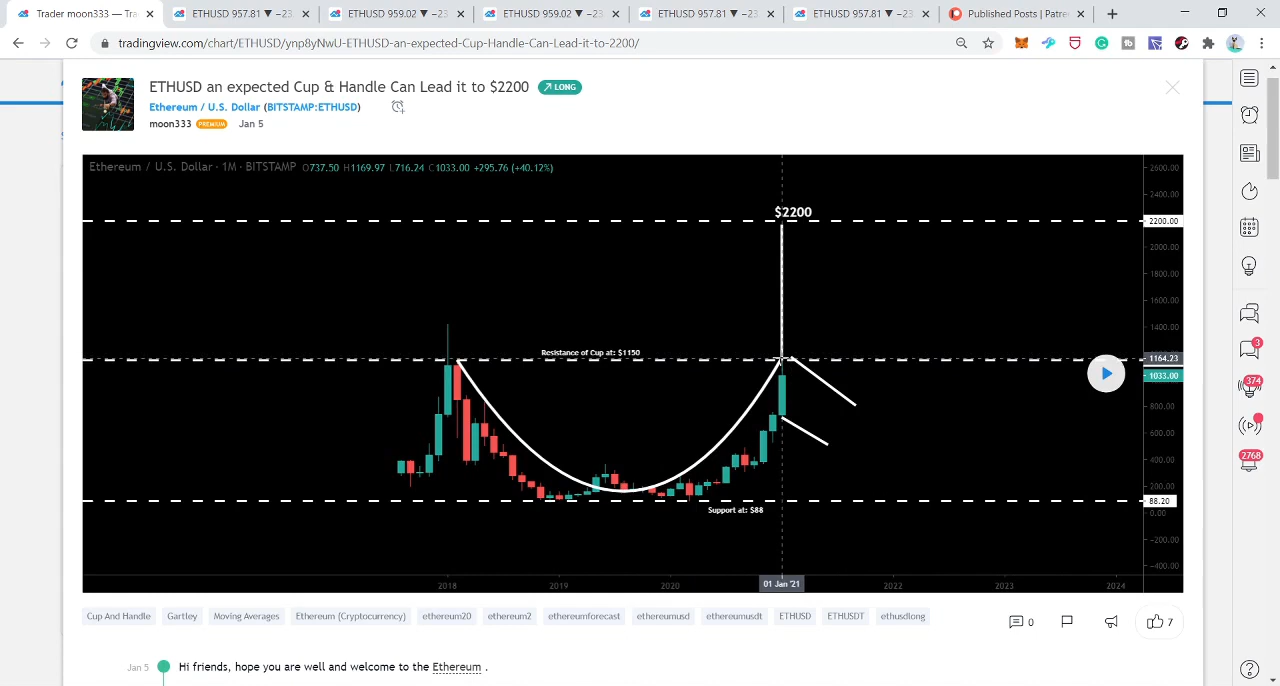 Trader moon333 — Tra
ETHUSD 957.81 ▼ −23
ETHUSD 959.02 ▼ −23
ETHUSD 959.02 ▼ −23
ETHUSD 957.81 ▼ −23
ETHUSD 957.81 ▼ −23
Published Posts | Patre
tradingview.com/chart/ETHUSD/ynp8yNwU-ETHUSD-an-expected-Cup-Handle-Can-Lead-it-to-2200/
ETHUSD an expected Cup & Handle Can Lead it to $2200
LONG
Ethereum / U.S. Dollar (BITSTAMP:ETHUSD)
moon333 PREMIUM Jan 5
Ethereum / U.S. Dollar · 1M · BITSTAMP O737.50 H1169.97 L716.24 C1033.00 +295.76 (+40.12%)
2600.00
2400.00
$2200
2200.00
2000.00
1800.00
1600.00
1400.00
Resistance of Cup at: $1150
1164.23
1033.00
800.00
600.00
400.00
200.00
88.20
Support at: $88
0.00
−200.00
−400.00
2018 2019 2020 01 Jan '21 2022 2023 2024
3
374
2768
Cup And Handle Gartley Moving Averages Ethereum (Cryptocurrency) ethereum20 ethereum2 ethereumforecast ethereumusd ethereumusdt ETHUSD ETHUSDT ethusdlong
0
7
Jan 5 Hi friends, hope you are well and welcome to the Ethereum .